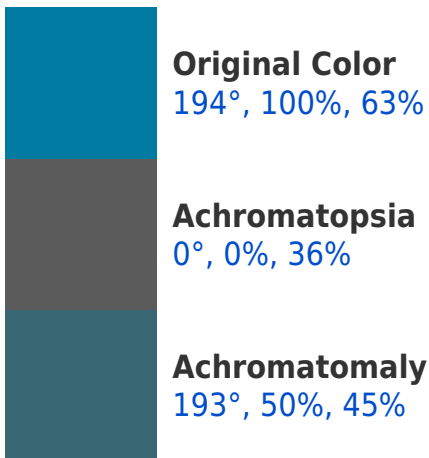 Original Color
194°, 100%, 63%
Achromatopsia
0°, 0%, 36%
Achromatomaly
193°, 50%, 45%